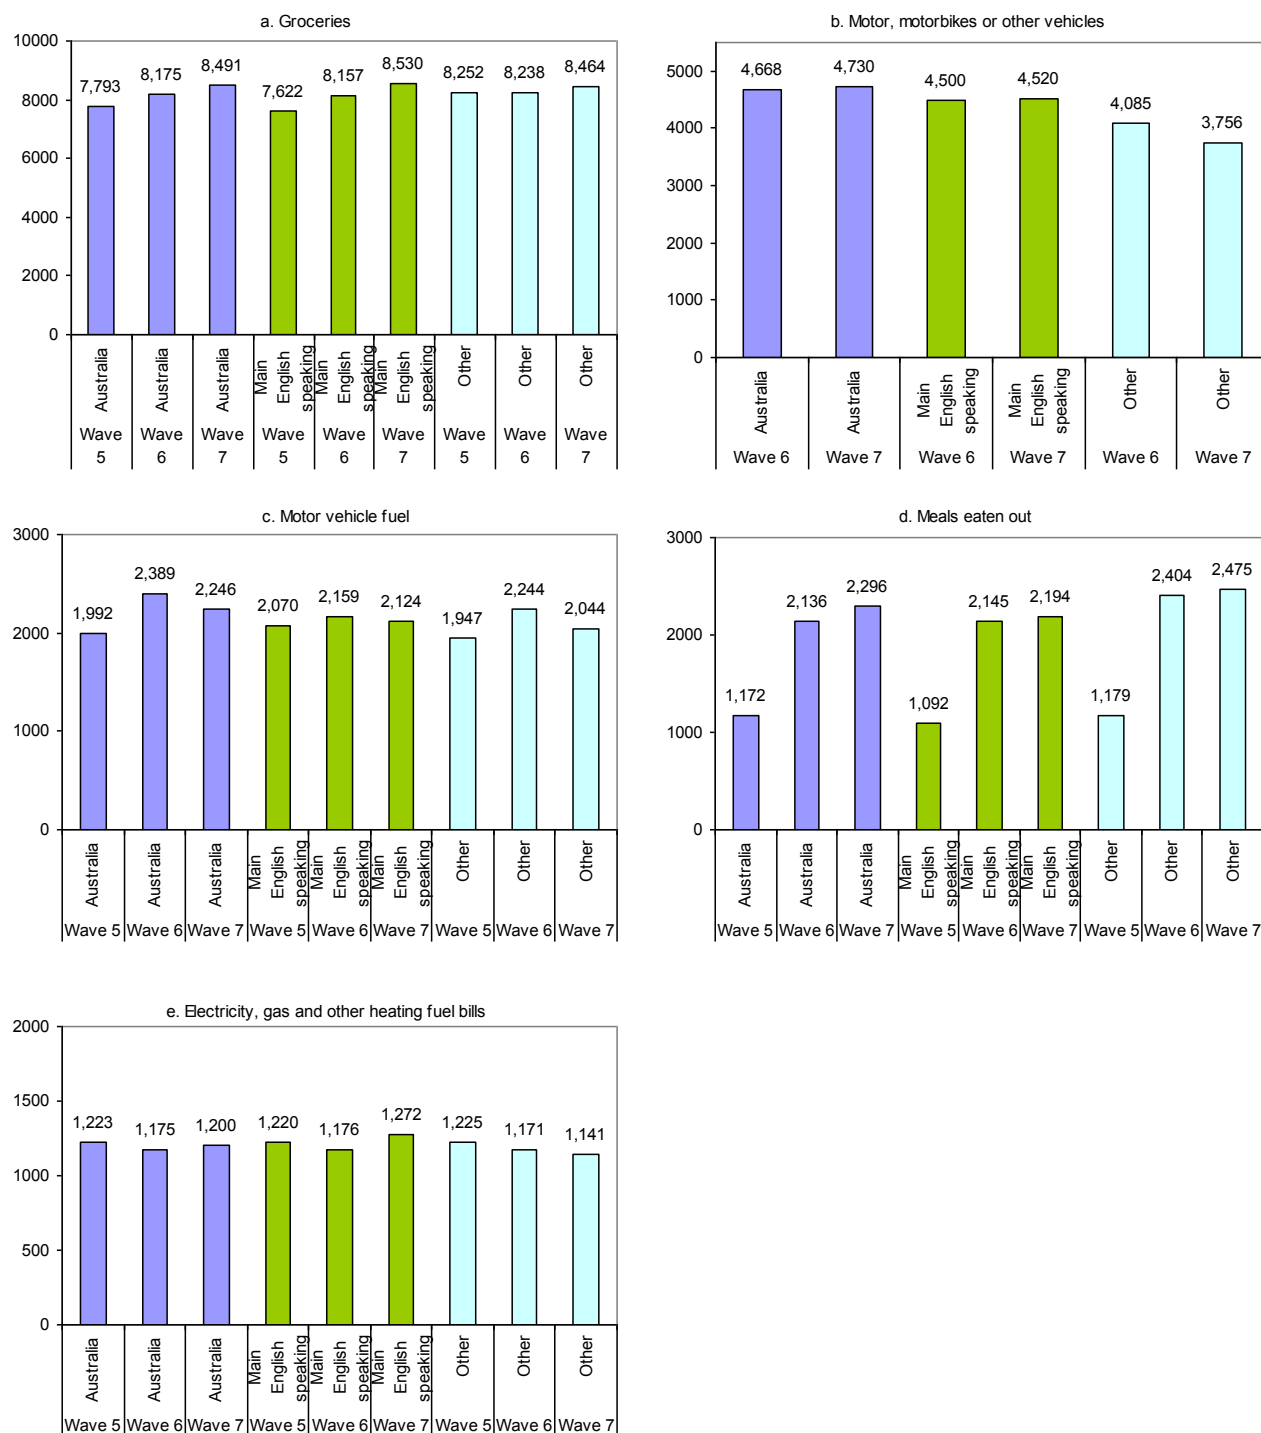 a. Groceries
10000
8000
6000
4000
2000
0
7,793
8,175
8,491
7,622
8,157
8,530
8,252
8,238
8,464
Australia
Australia
Australia
Main
English
speaking
Main
English
speaking
Main
English
speaking
Other
Other
Other
Wave
5
Wave
6
Wave
7
Wave
5
Wave
6
Wave
7
Wave
5
Wave
6
Wave
7
b. Motor, motorbikes or other vehicles
5000
4000
3000
2000
1000
0
4,668
4,730
4,500
4,520
4,085
3,756
Australia
Australia
Main
English
speaking
Main
English
speaking
Other
Other
Wave 6
Wave 7
Wave 6
Wave 7
Wave 6
Wave 7
c. Motor vehicle fuel
3000
2000
1000
0
1,992
2,389
2,246
2,070
2,159
2,124
1,947
2,244
2,044
Australia
Australia
Australia
Main
English
speaking
Main
English
speaking
Main
English
speaking
Other
Other
Other
Wave 5
Wave 6
Wave 7
Wave 5
Wave 6
Wave 7
Wave 5
Wave 6
Wave 7
d. Meals eaten out
3000
2000
1000
0
1,172
2,136
2,296
1,092
2,145
2,194
1,179
2,404
2,475
Australia
Australia
Australia
Main
English
speaking
Main
English
speaking
Main
English
speaking
Other
Other
Other
Wave 5
Wave 6
Wave 7
Wave 5
Wave 6
Wave 7
Wave 5
Wave 6
Wave 7
e. Electricity, gas and other heating fuel bills
2000
1500
1000
500
0
1,223
1,175
1,200
1,220
1,176
1,272
1,225
1,171
1,141
Australia
Australia
Australia
Main
English
speaking
Main
English
speaking
Main
English
speaking
Other
Other
Other
Wave 5
Wave 6
Wave 7
Wave 5
Wave 6
Wave 7
Wave 5
Wave 6
Wave 7